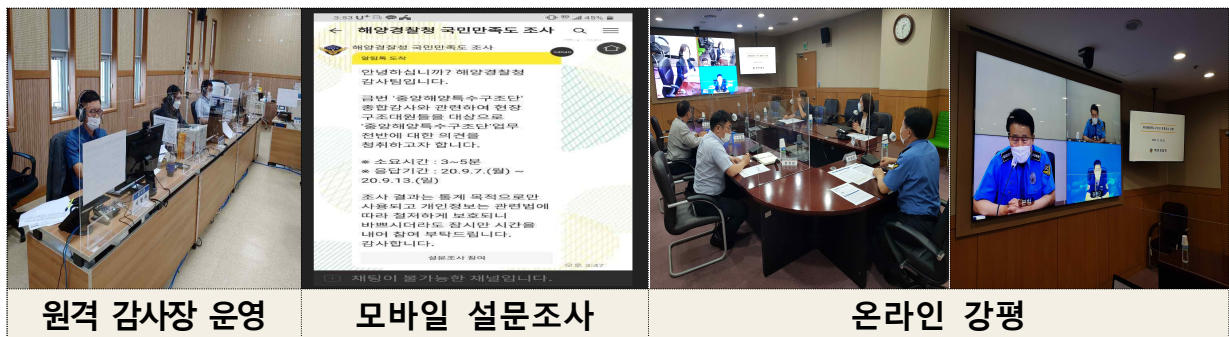 3:53 U+ 45%
← 해양경찰청 국민만족도 조사
해양경찰청 국민만족도 조사
알림톡 도착
안녕하십니까? 해양경찰청
감사팀입니다.
금번 '중앙해양특수구조단'
종합감사와 관련하여 현장
구조대원들을 대상으로
'중앙해양특수구조단'업무
전반에 대한 의견을
청취하고자 합니다.
※ 소요시간 : 3~5분
※ 응답기간 : 20.9.7.(월) ~
20.9.13.(일)
조사 결과는 통계 목적으로만
사용되고 개인정보는 관련법에
따라 철저하게 보호되니
바쁘시더라도 잠시만 시간을
내어 참여 부탁드립니다.
감사합니다.
설문조사 참여
오후 3:47
채팅이 불가능한 채널입니다.
원격 감사장 운영
모바일 설문조사
온라인 강평